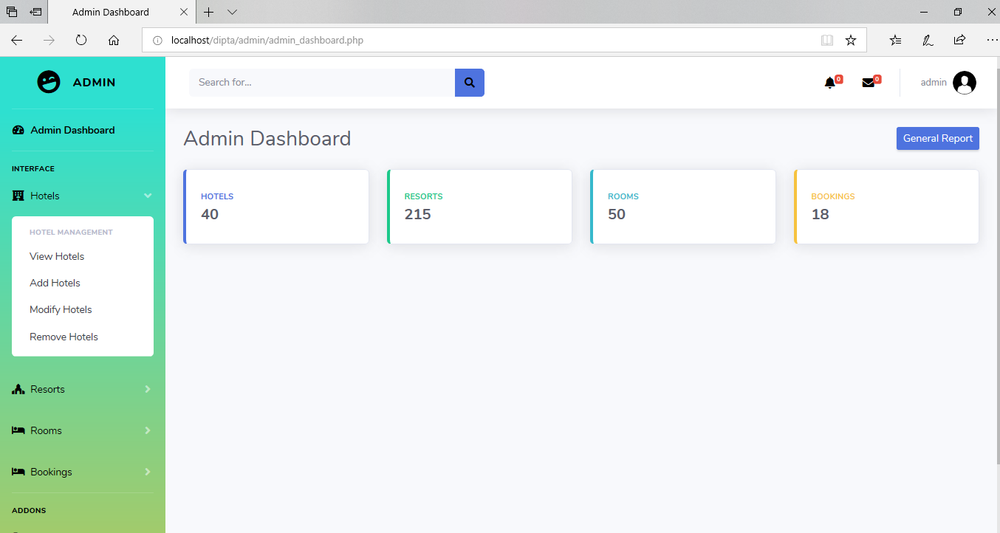 Admin Dashboard
localhost/dipta/admin/admin_dashboard.php
ADMIN
Search for...
0
0
admin
Admin Dashboard
Admin Dashboard
General Report
INTERFACE
Hotels
HOTELS
40
RESORTS
215
ROOMS
50
BOOKINGS
18
HOTEL MANAGEMENT
View Hotels
Add Hotels
Modify Hotels
Remove Hotels
Resorts
Rooms
Bookings
ADDONS